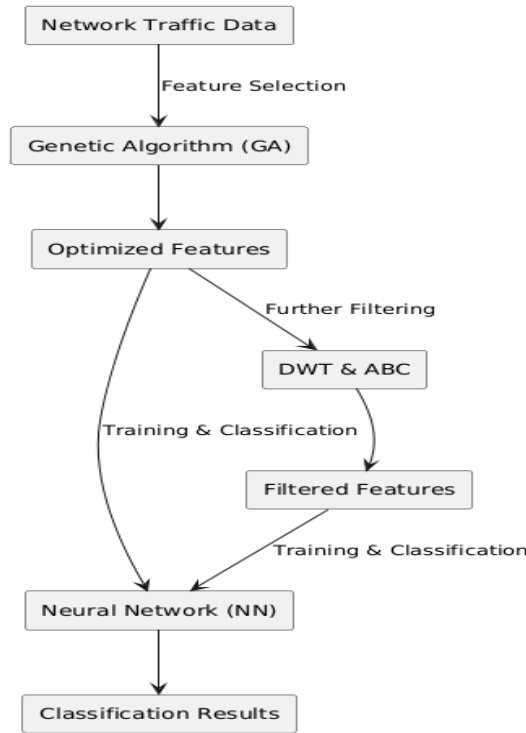 Network Traffic Data
Feature Selection
Genetic Algorithm (GA)
Optimized Features
Further Filtering
DWT & ABC
Training & Classification
Filtered Features
Training & Classification
Neural Network (NN)
Classification Results